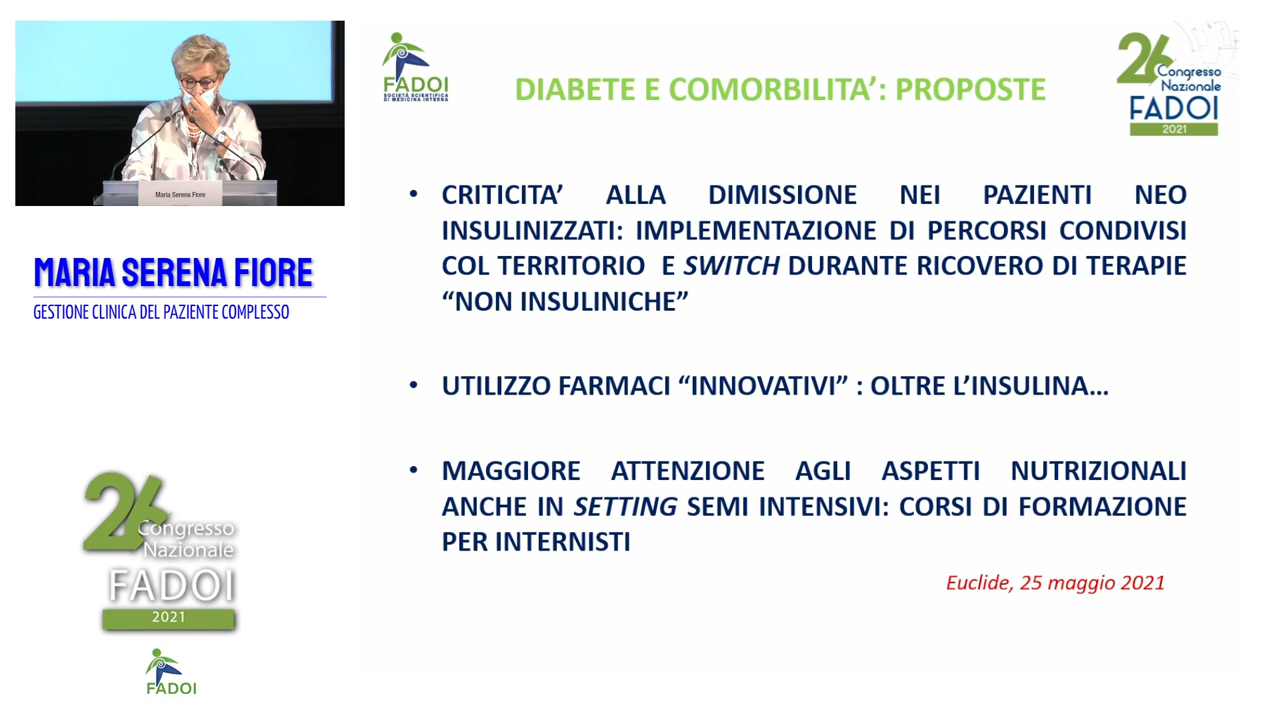 Maria Serena Fiore
MARIA SERENA FIORE
GESTIONE CLINICA DEL PAZIENTE COMPLESSO
26
Congresso
Nazionale
FADOI
2021
FADOI
FADOI
SOCIETÀ SCIENTIFICA
DI MEDICINA INTERNA
DIABETE E COMORBILITA’: PROPOSTE
26
Congresso
Nazionale
FADOI
2021
• CRITICITA’ ALLA DIMISSIONE NEI PAZIENTI NEO
INSULINIZZATI: IMPLEMENTAZIONE DI PERCORSI CONDIVISI
COL TERRITORIO E SWITCH DURANTE RICOVERO DI TERAPIE
“NON INSULINICHE”
• UTILIZZO FARMACI “INNOVATIVI” : OLTRE L’INSULINA…
• MAGGIORE ATTENZIONE AGLI ASPETTI NUTRIZIONALI
ANCHE IN SETTING SEMI INTENSIVI: CORSI DI FORMAZIONE
PER INTERNISTI
Euclide, 25 maggio 2021